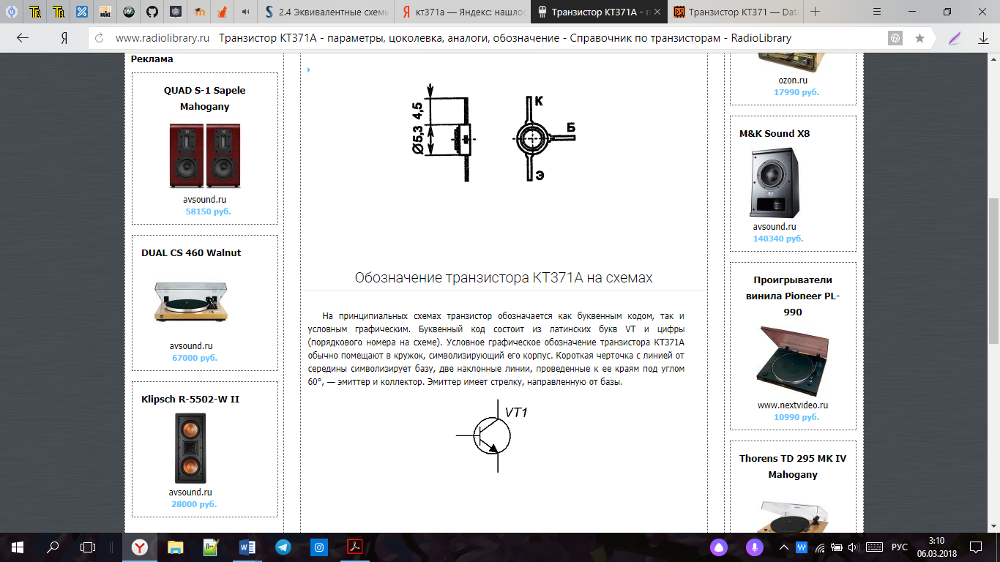 2.4 Эквивалентные схемь
кт371а — Яндекс: нашлос
Транзистор КТ371А - п
Транзистор КТ371 — Data
www.radiolibrary.ru Транзистор КТ371А - параметры, цоколевка, аналоги, обозначение - Справочник по транзисторам - RadioLibrary
Реклама
QUAD S-1 Sapele
Mahogany
avsound.ru
58150 руб.
DUAL CS 460 Walnut
avsound.ru
67000 руб.
Klipsch R-5502-W II
avsound.ru
28000 руб.
Ø5,3 4,5
К
Б
Э
Обозначение транзистора КТ371А на схемах
На принципиальных схемах транзистор обозначается как буквенным кодом, так и
условным графическим. Буквенный код состоит из латинских букв VT и цифры
(порядкового номера на схеме). Условное графическое обозначение транзистора КТ371А
обычно помещают в кружок, символизирующий его корпус. Короткая черточка с линией от
середины символизирует базу, две наклонные линии, проведенные к ее краям под углом
60°, — эмиттер и коллектор. Эмиттер имеет стрелку, направленную от базы.
VT1
ozon.ru
17990 руб.
M&K Sound X8
avsound.ru
140340 руб.
Проигрыватели
винила Pioneer PL-
990
www.nextvideo.ru
10990 руб.
Thorens TD 295 MK IV
Mahogany
РУС
3:10
06.03.2018